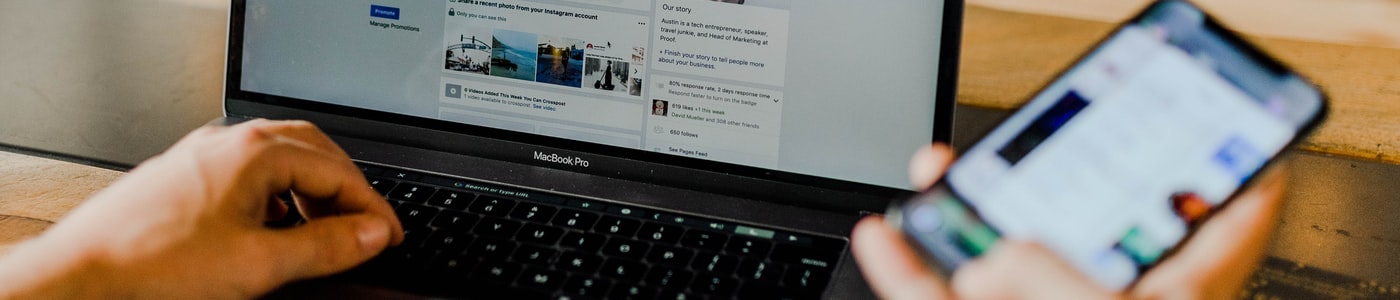 Promote
Manage Promotions
Share a recent photo from your Instagram account
Only you can see this
0 Videos Added This Week You Can Crosspost
1 video available to crosspost. See video.
Our story
Austin is a tech entrepreneur, speaker,
travel junkie, and Head of Marketing at
Proof.
+ Finish your story to tell people more
about your business.
80% response rate, 2 days response time
Respond faster to turn on the badge
619 likes +1 this week
David Mueller and 308 other friends
650 follows
See Pages Feed
MacBook Pro
Search or type URL